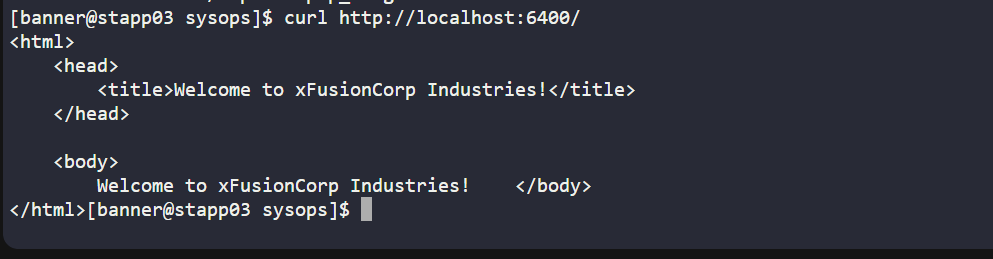 [banner@stapp03 sysops]$ curl http://localhost:6400/
<html>
    <head>
        <title>Welcome to xFusionCorp Industries!</title>
    </head>

    <body>
        Welcome to xFusionCorp Industries!    </body>
</html>[banner@stapp03 sysops]$